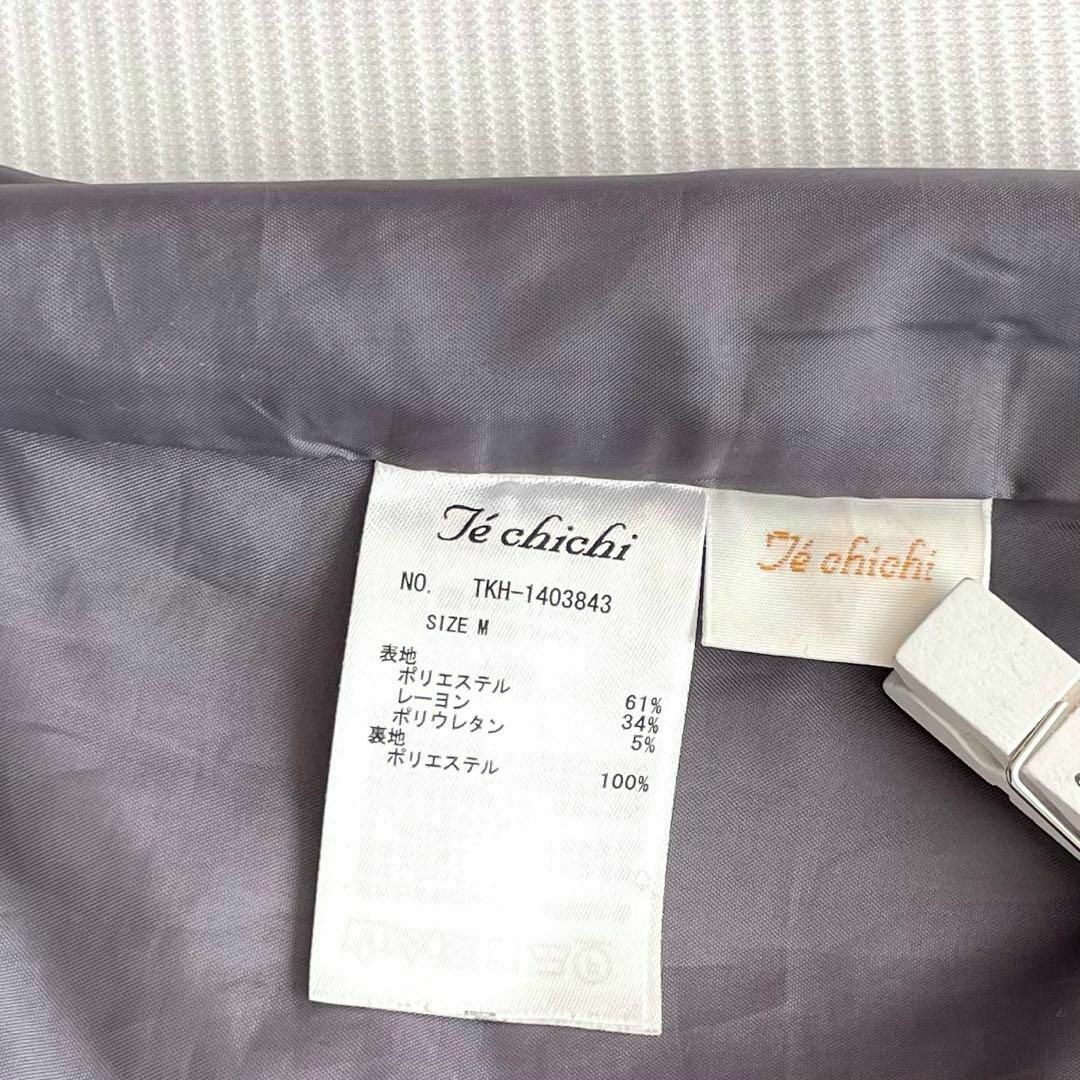 Té chichi
NO. TKH-1403843
SIZE M
表地
ポリエステル 61%
レーヨン 34%
ポリウレタン 5%
裏地
ポリエステル 100%
Té chichi